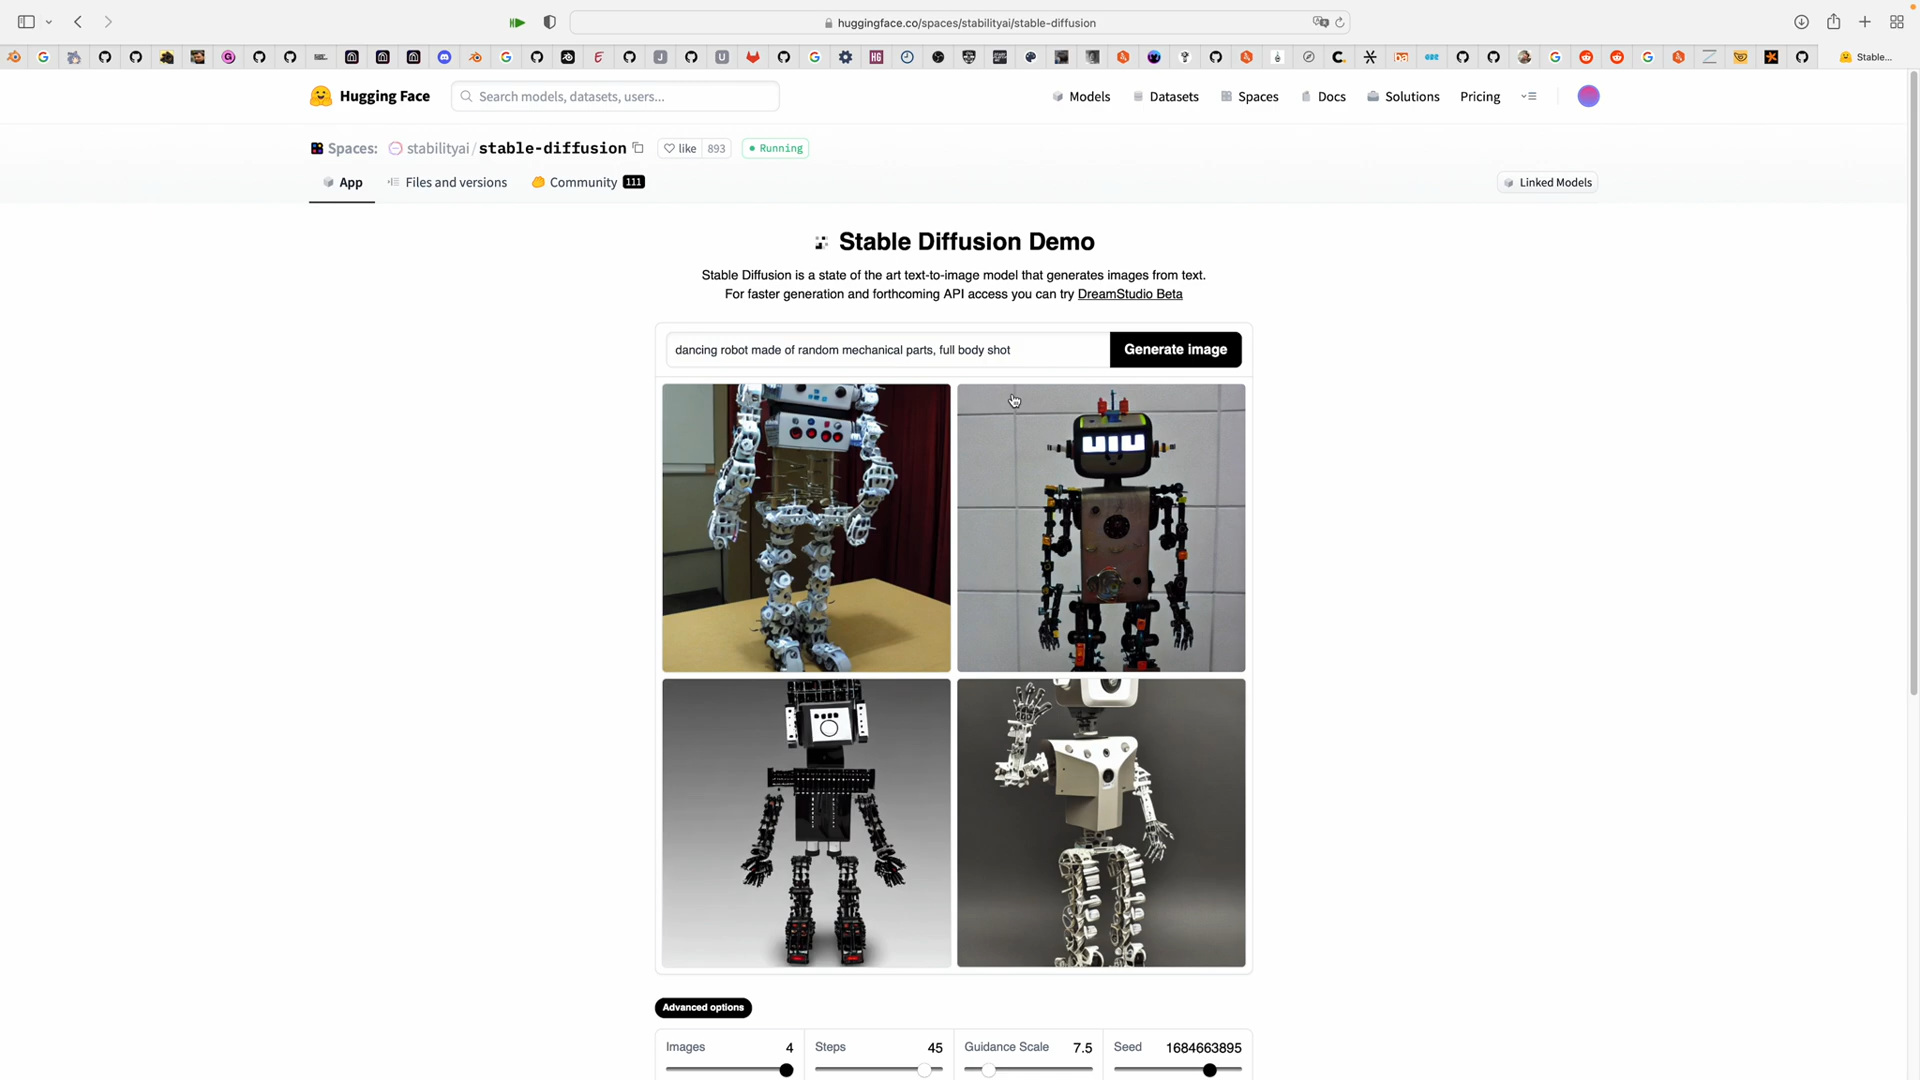 huggingface.co/spaces/stabilityai/stable-diffusion
Stable...
Hugging Face
Search models, datasets, users...
Models
Datasets
Spaces
Docs
Solutions
Pricing
Spaces:
stabilityai/stable-diffusion
like 893
Running
App
Files and versions
Community 111
Linked Models
Stable Diffusion Demo
Stable Diffusion is a state of the art text-to-image model that generates images from text.
For faster generation and forthcoming API access you can try DreamStudio Beta
dancing robot made of random mechanical parts, full body shot
Generate image
Advanced options
Images 4
Steps 45
Guidance Scale 7.5
Seed 1684663895